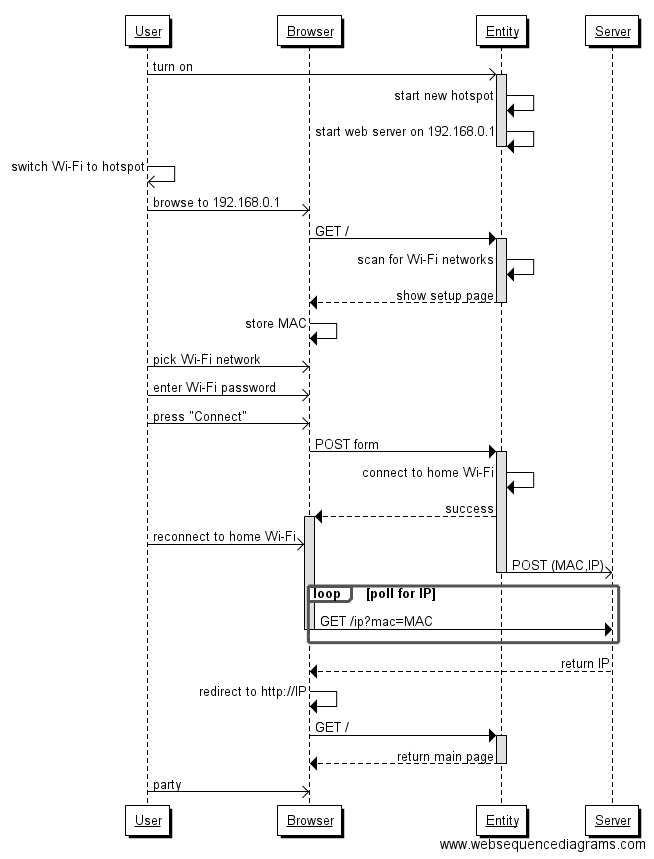 User Browser Entity Server
turn on
start new hotspot
start web server on 192.168.0.1
switch Wi-Fi to hotspot
browse to 192.168.0.1
GET /
scan for Wi-Fi networks
show setup page
store MAC
pick Wi-Fi network
enter Wi-Fi password
press "Connect"
POST form
connect to home Wi-Fi
success
reconnect to home Wi-Fi
POST (MAC,IP)
loop [poll for IP]
GET /ip?mac=MAC
return IP
redirect to http://IP
GET /
return main page
party
User Browser Entity Server
www.websequencediagrams.com